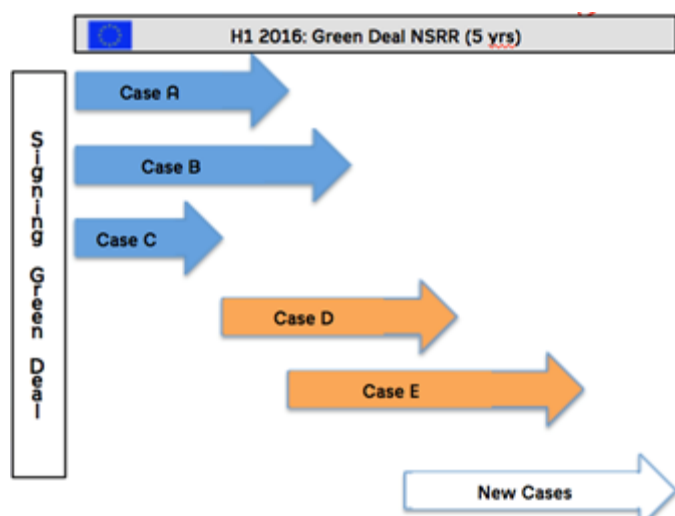 H1 2016: Green Deal NSRR (5 yrs)
Signing Green Deal
Case A
Case B
Case C
Case D
Case E
New Cases